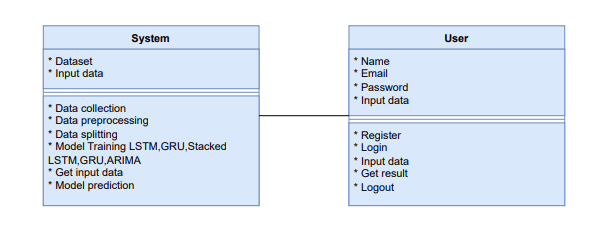 System
* Dataset
* Input data
* Data collection
* Data preprocessing
* Data splitting
* Model Training LSTM,GRU,Stacked
LSTM,GRU,ARIMA
* Get input data
* Model prediction
User
* Name
* Email
* Password
* Input data
* Register
* Login
* Input data
* Get result
* Logout